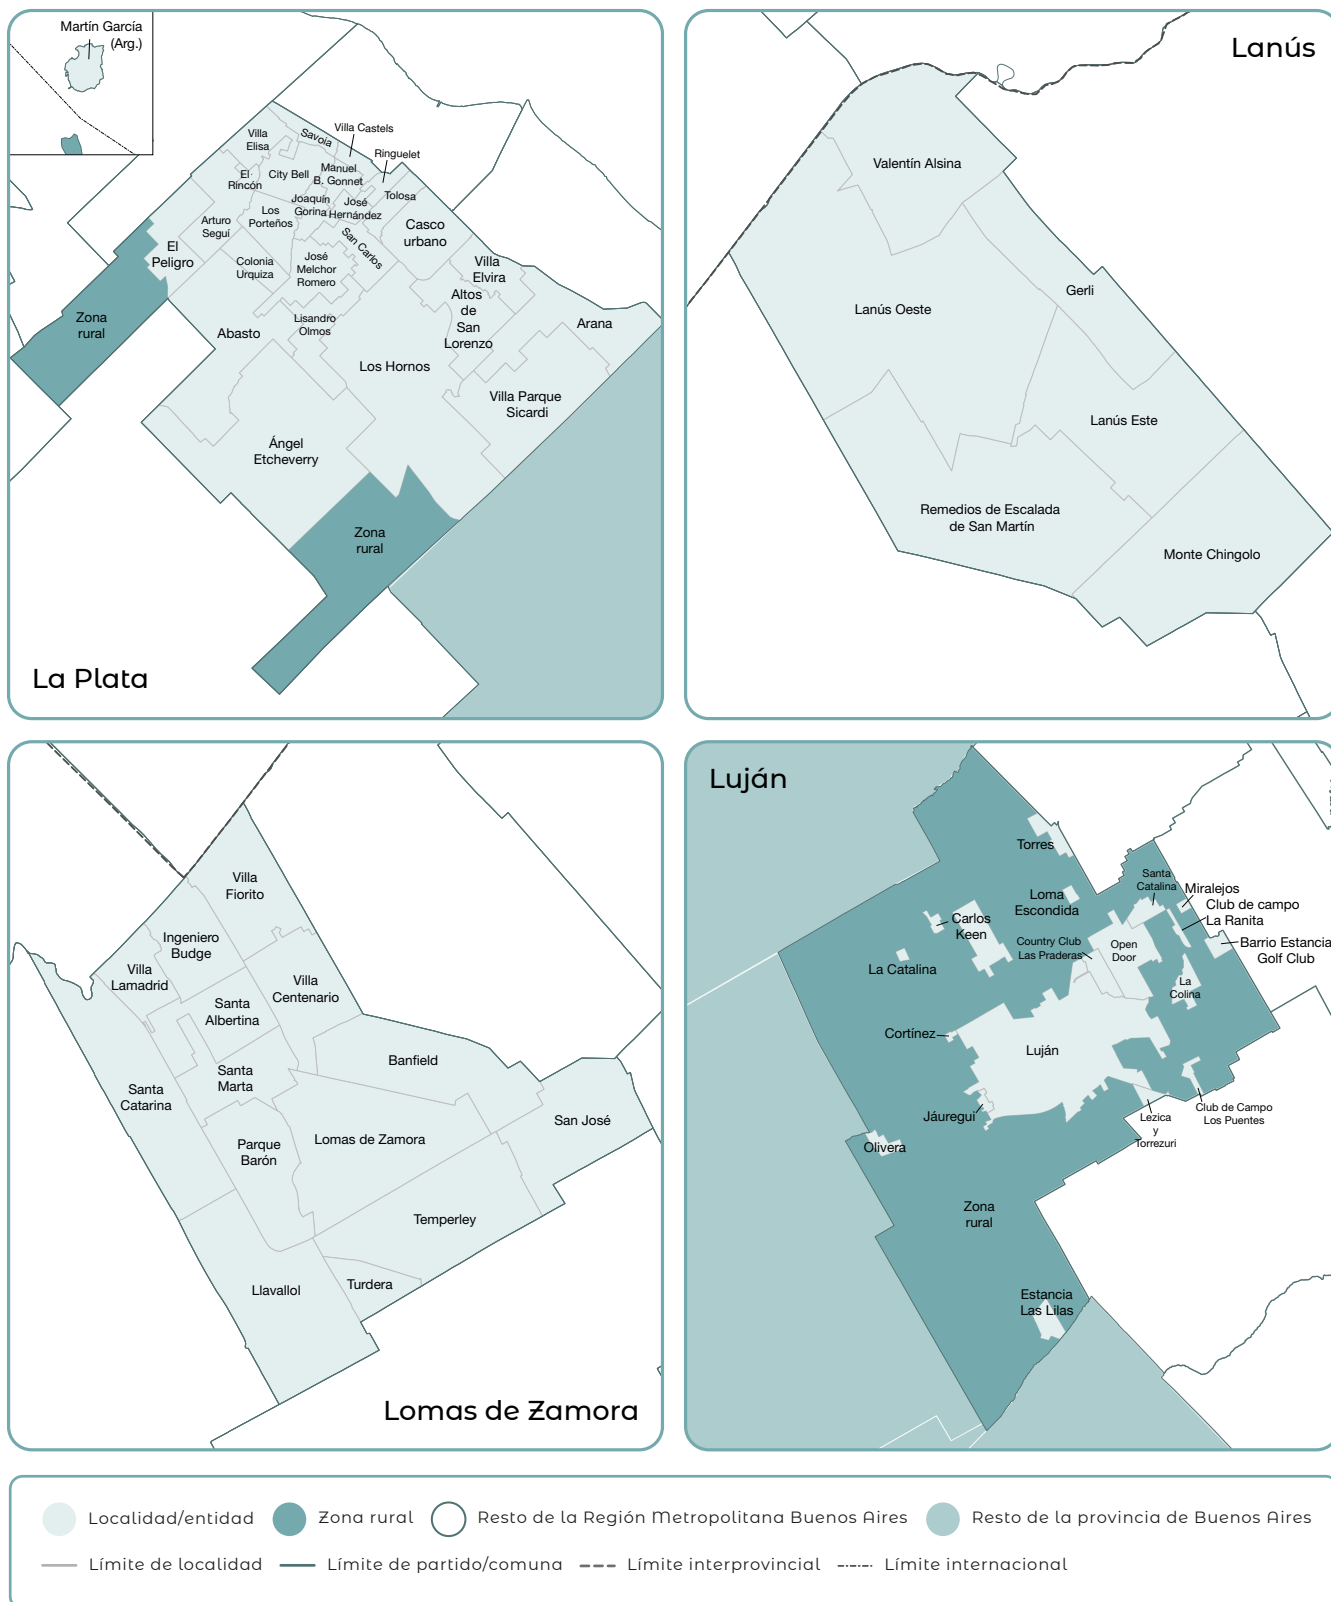 Martín García
(Arg.)
Villa
Elisa
Savoia
Villa Castels
Ringuelet
El
Rincón
City Bell
Manuel
B. Gonnet
Tolosa
Joaquín
Gorina
José
Hernández
Los
Porteños
Arturo
Seguí
Casco
urbano
San Carlos
El
Peligro
Colonia
Urquiza
José
Melchor
Romero
Villa
Elvira
Altos
de
San
Lorenzo
Zona
rural
Abasto
Lisandro
Olmos
Arana
Los Hornos
Villa Parque
Sicardi
Ángel
Etcheverry
Zona
rural
La Plata
Lanús
Valentín Alsina
Gerli
Lanús Oeste
Lanús Este
Remedios de Escalada
de San Martín
Monte Chingolo
Villa
Fiorito
Ingeniero
Budge
Villa
Lamadrid
Villa
Centenario
Santa
Albertina
Banfield
Santa
Marta
Santa
Catarina
San José
Lomas de Zamora
Parque
Barón
Temperley
Llavallol
Turdera
Lomas de Zamora
Luján
Torres
Santa
Catalina
Miralejos
Loma
Escondida
Club de campo
La Ranita
Carlos
Keen
Country Club
Las Praderas
Open
Door
Barrio Estancia
Golf Club
La Catalina
La
Colina
Cortínez
Luján
Jáuregui
Club de Campo
Los Puentes
Lezica
y
Torrezuri
Olivera
Zona
rural
Estancia
Las Lilas
Localidad/entidad
Zona rural
Resto de la Región Metropolitana Buenos Aires
Resto de la provincia de Buenos Aires
Límite de localidad
Límite de partido/comuna
Límite interprovincial
Límite internacional